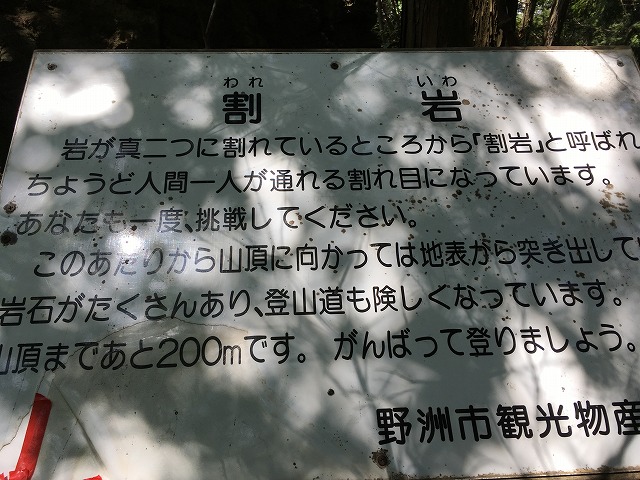 われ いわ
割 岩
岩が真二つに割れているところから「割岩」と呼ばれ
ちょうど人間一人が通れる割れ目になっています。
あなたも一度、挑戦してください。
このあたりから山頂に向かっては地表から突き出して
岩石がたくさんあり、登山道も険しくなっています。
山頂まであと200mです。 がんばって登りましょう。
野洲市観光物産